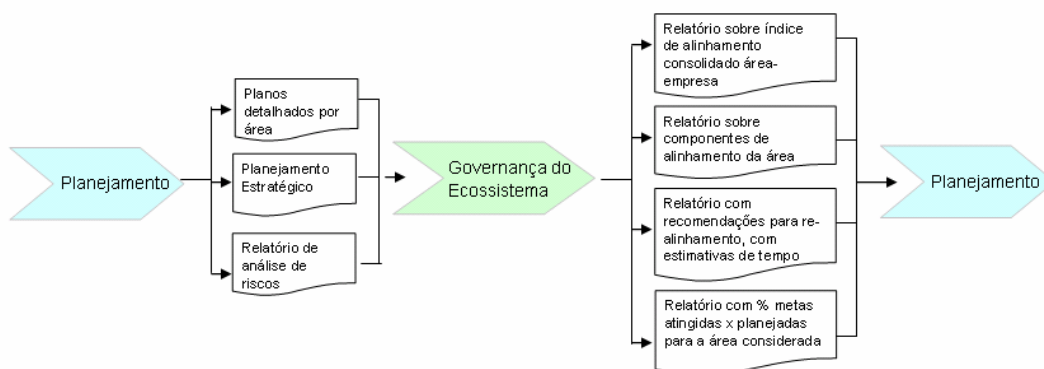 Planejamento
Planos
detalhados por
área
Planejamento
Estratégico
Relatório de
análise de
riscos
Governança do
Ecossistema
Relatório sobre índice
de alinhamento
consolidado área-
empresa
Relatório sobre
componentes de
alinhamento da área
Relatório com
recomendações para re-
alinhamento, com
estimativas de tempo
Relatório com % metas
atingidas x planejadas
para a área considerada
Planejamento